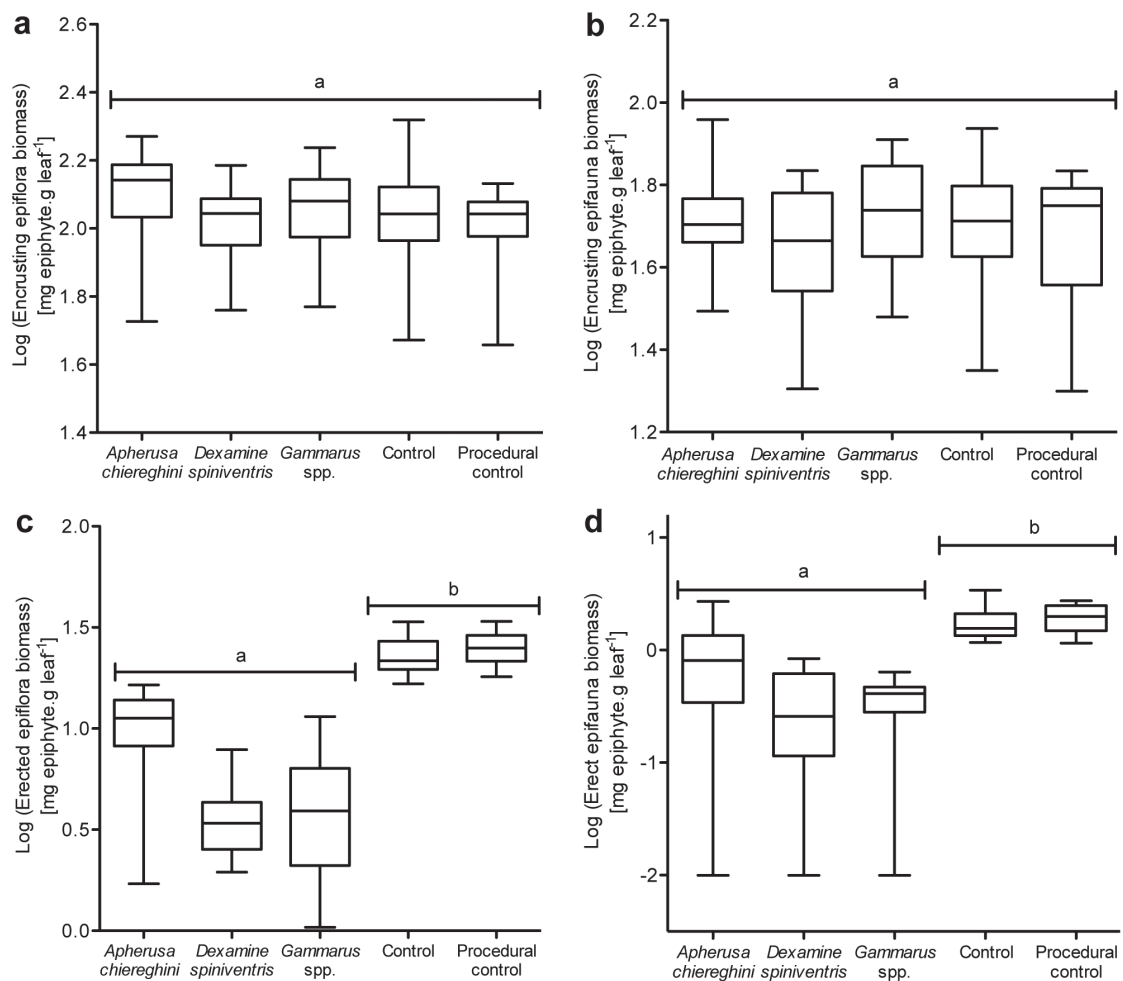 a
Log (Encrusting epiflora biomass)
[mg epiphyte.g leaf-1]
2.6
2.4
2.2
2.0
1.8
1.6
1.4
a
Apherusa chiereghini
Dexamine spiniventris
Gammarus spp.
Control
Procedural control
b
Log (Encrusting epifauna biomass)
[mg epiphyte.g leaf-1]
2.2
2.0
1.8
1.6
1.4
1.2
a
Apherusa chiereghini
Dexamine spiniventris
Gammarus spp.
Control
Procedural control
c
Log (Erected epiflora biomass)
[mg epiphyte.g leaf-1]
2.0
1.5
1.0
0.5
0.0
a
b
Apherusa chiereghini
Dexamine spiniventris
Gammarus spp.
Control
Procedural control
d
Log (Erect epifauna biomass)
[mg epiphyte.g leaf-1]
1
0
-1
-2
a
b
Apherusa chiereghini
Dexamine spiniventris
Gammarus spp.
Control
Procedural control